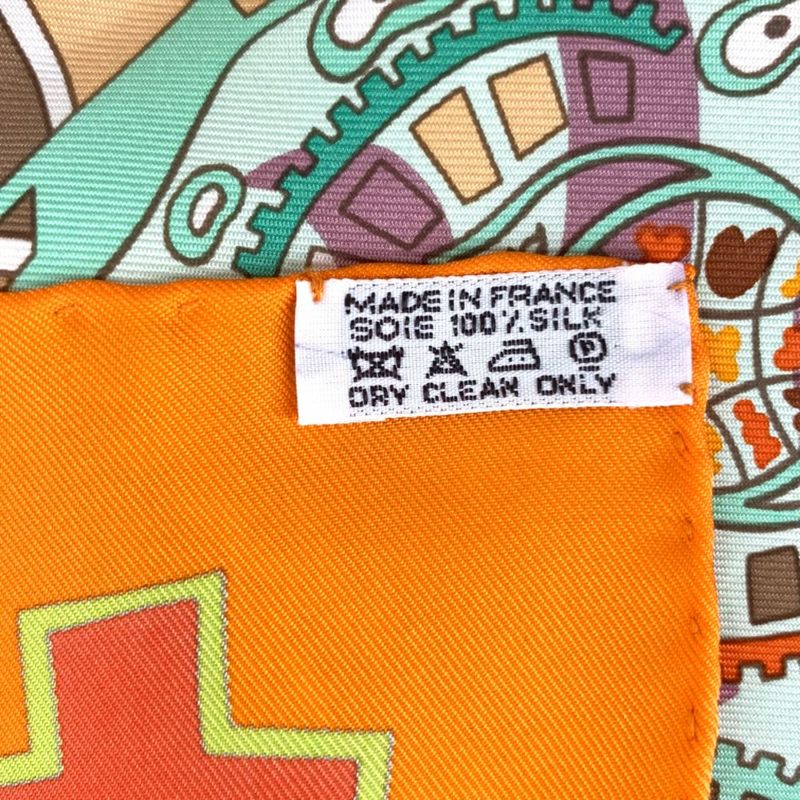 MADE IN FRANCE
SOIE 100% SILK
P
DRY CLEAN ONLY